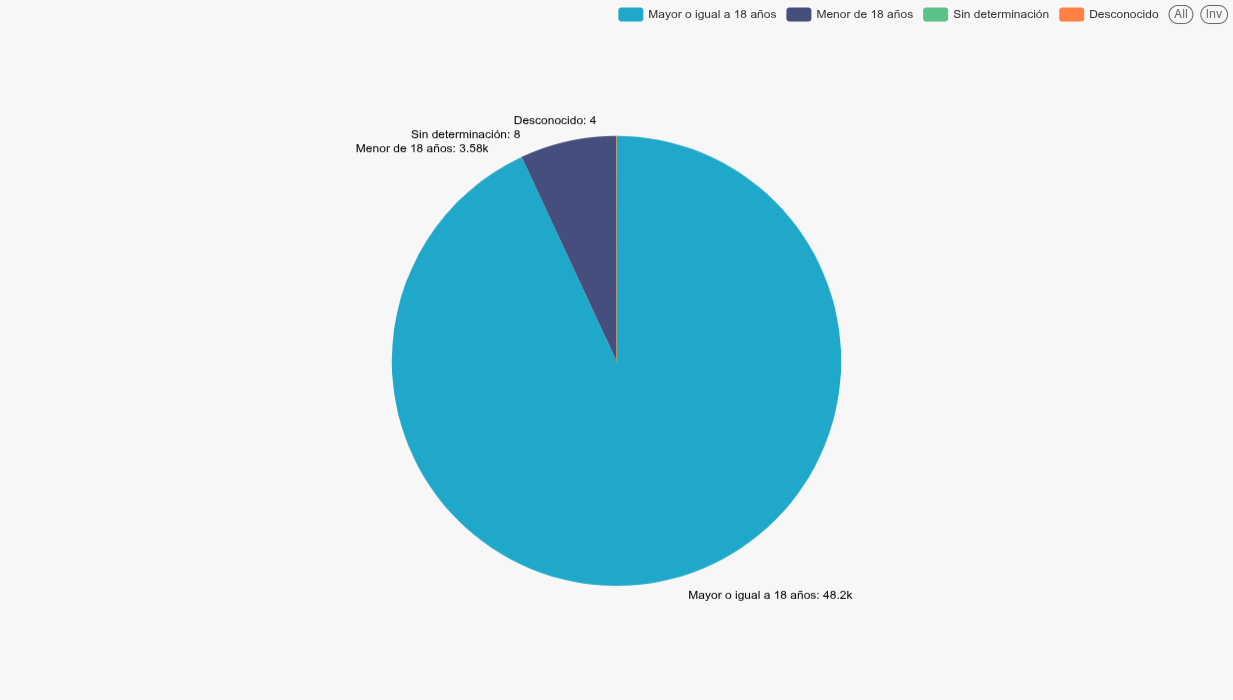 Mayor o igual a 18 años Menor de 18 años Sin determinación Desconocido All Inv
Desconocido: 4
Sin determinación: 8
Menor de 18 años: 3.58k
Mayor o igual a 18 años: 48.2k